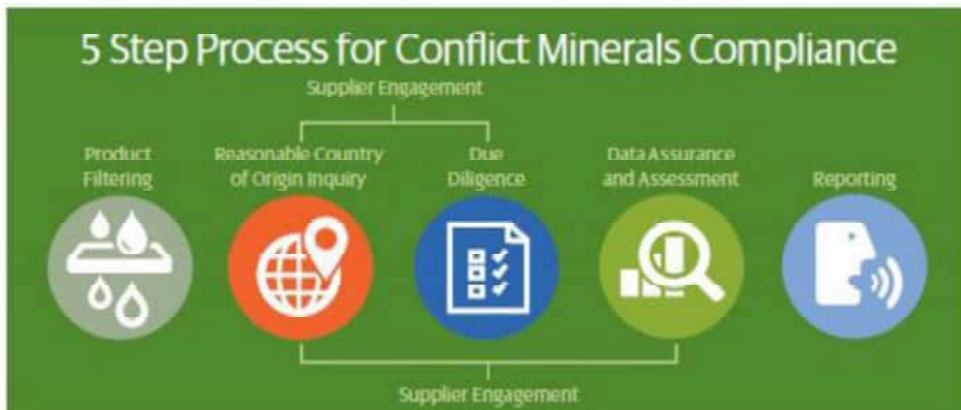 5 Step Process for Conflict Minerals Compliance
Supplier Engagement
Product
Filtering
Reasonable Country
of Origin Inquiry
Due
Diligence
Data Assurance
and Assessment
Reporting
Supplier Engagement